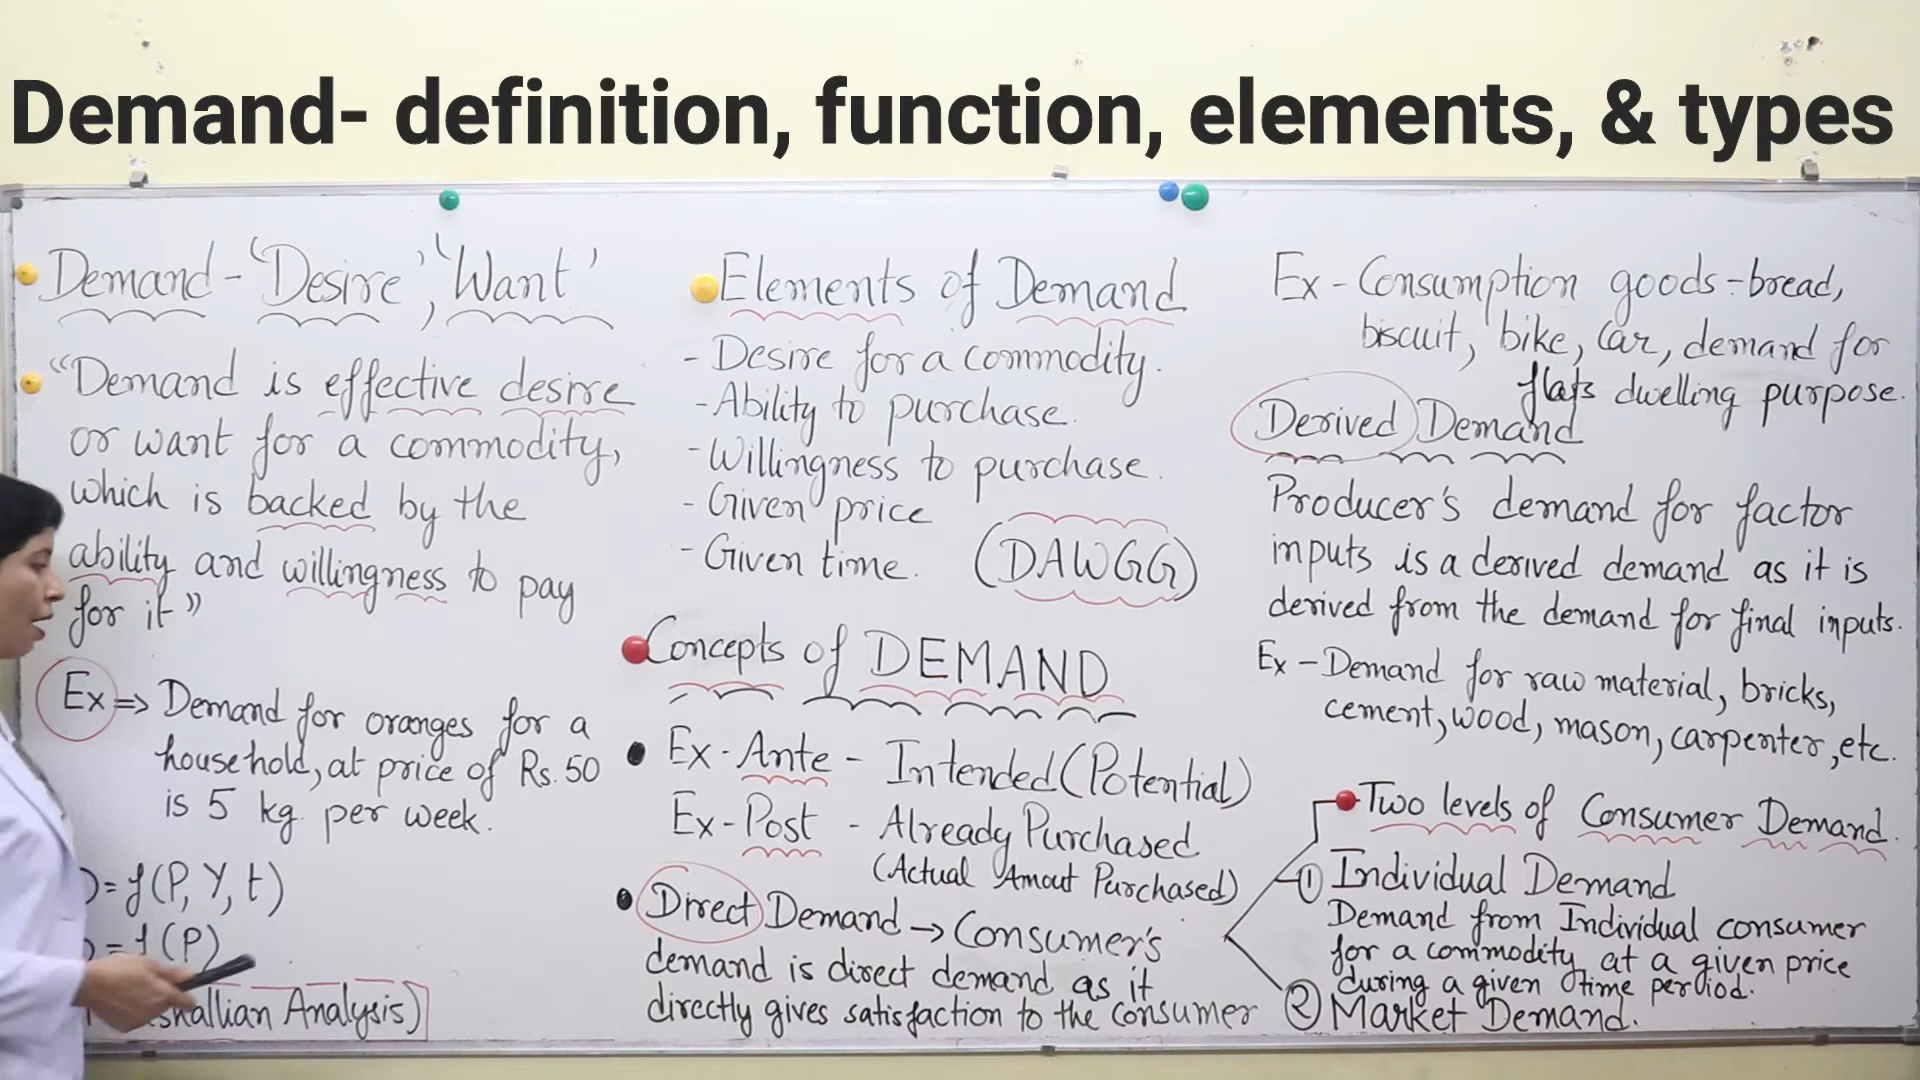 Demand- definition, function, elements, & types
Demand - 'Desire', 'Want'
"Demand is effective desire
or want for a commodity,
which is backed by the
ability and willingness to pay
for it"
Ex => Demand for oranges for a
household, at price of Rs. 50
is 5 kg. per week.
= f(P, Y, t)
= f(P)
Analysis)
Elements of Demand
- Desire for a commodity.
- Ability to purchase.
- Willingness to purchase.
- Given price
- Given time. (DAWGG)
Concepts of DEMAND
Ex-Ante - Intended (Potential)
Ex-Post - Already Purchased
(Actual Amout Purchased)
Direct Demand → Consumer's
demand is direct demand as it
directly gives satisfaction to the consumer
Ex - Consumption goods - bread,
biscuit, bike, car, demand for
flats dwelling purpose.
Derived Demand
Producer's demand for factor
inputs is a derived demand as it is
derived from the demand for final inputs.
Ex - Demand for raw material, bricks,
cement, wood, mason, carpenter, etc.
Two levels of Consumer Demand.
① Individual Demand
Demand from Individual consumer
for a commodity at a given price
during a given time period.
② Market Demand.